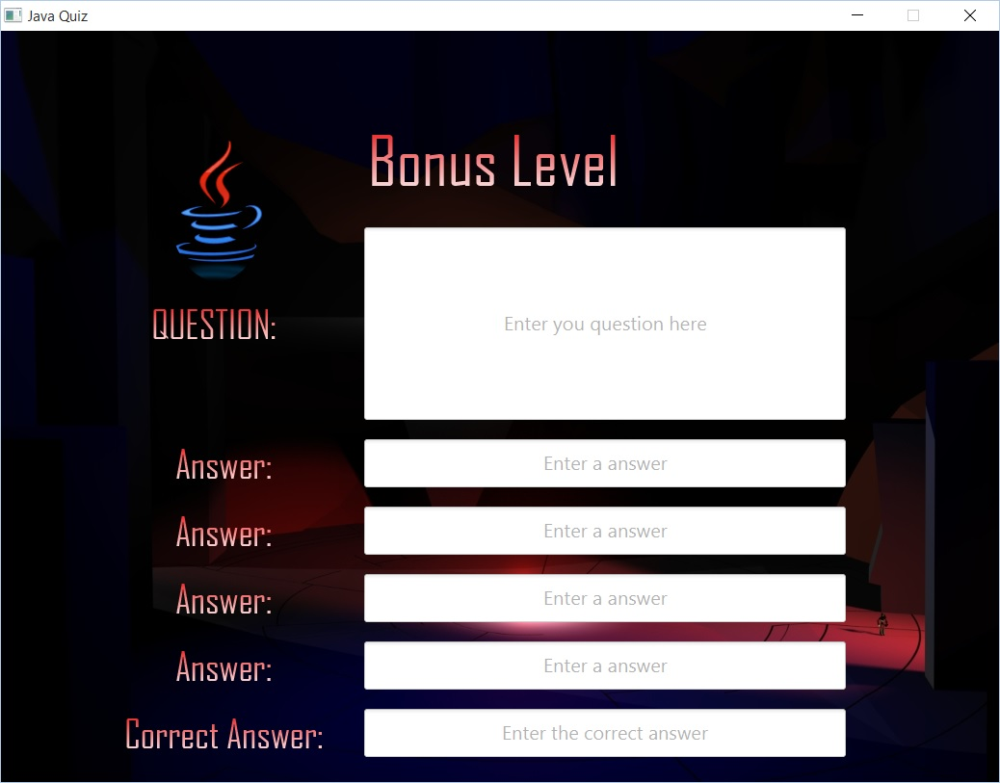 Java Quiz
Bonus Level
QUESTION:
Enter you question here
Answer:
Enter a answer
Answer:
Enter a answer
Answer:
Enter a answer
Answer:
Enter a answer
Correct Answer:
Enter the correct answer